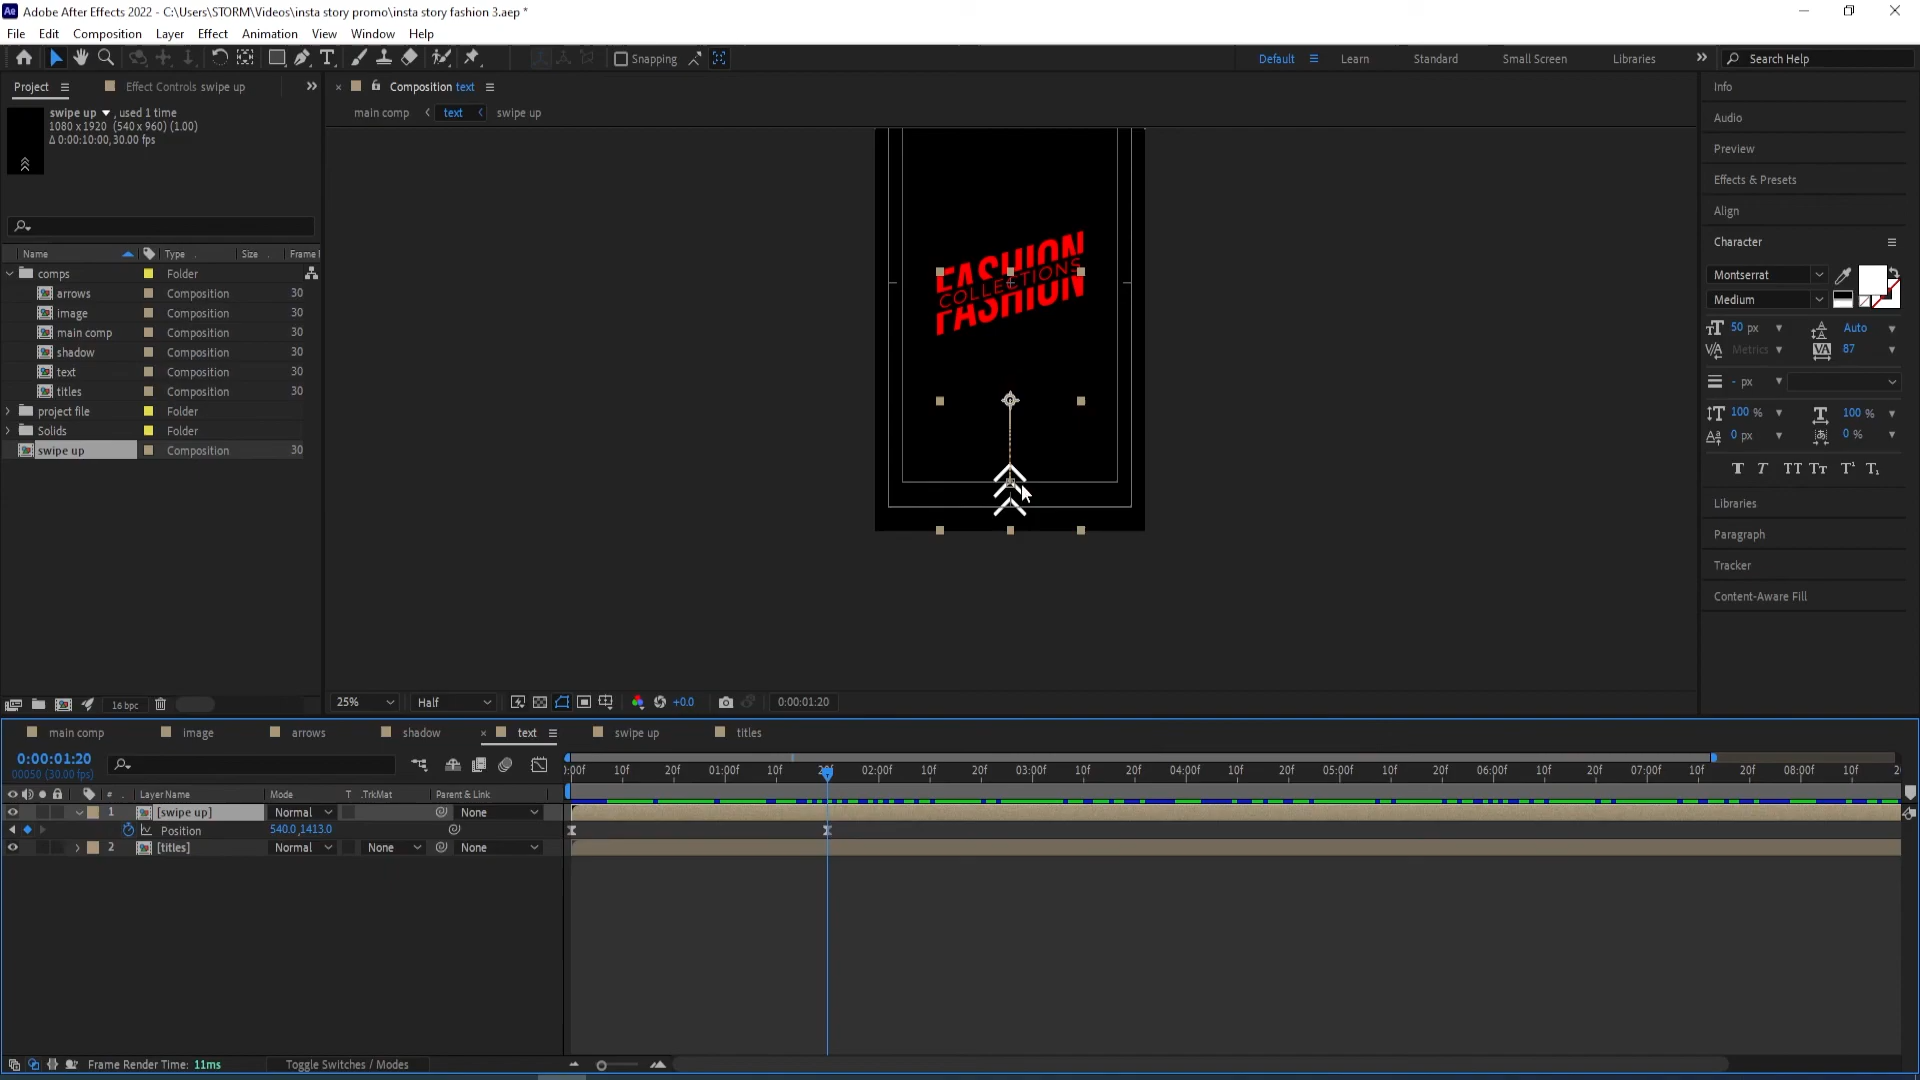 Ae Adobe After Effects 2022 - C:\Users\STORM\Videos\insta story promo\insta story fashion 3.aep *
File Edit Composition Layer Effect Animation View Window Help
Snapping
Default Learn Standard Small Screen Libraries Search Help
Project Effect Controls swipe up
Composition text
main comp text swipe up
swipe up , used 1 time
1080 x 1920 (540 x 960) (1.00)
Δ 0:00:10:00, 30.00 fps
Name Type Size Frame
comps Folder
arrows Composition 30
image Composition 30
main comp Composition 30
shadow Composition 30
text Composition 30
titles Composition 30
project file Folder
Solids Folder
swipe up Composition 30
16 bpc
FASHION
COLLECTIONS
FASHION
25% Half +0.0 0:00:01:20
Info
Audio
Preview
Effects & Presets
Align
Character
Montserrat
Medium
50 px Auto
Metrics 87
- px
100 % 100 %
0 px 0 %
T T TT Tr T¹ T₁
Libraries
Paragraph
Tracker
Content-Aware Fill
main comp image arrows shadow text swipe up titles
0:00:01:20
00050 (30.00 fps)
:00f 10f 20f 01:00f 10f 20f 02:00f 10f 20f 03:00f 10f 20f 04:00f 10f 20f 05:00f 10f 20f 06:00f 10f 20f 07:00f 10f 20f 08:00f 10f 2
# Layer Name Mode T .TrkMat Parent & Link
1 [swipe up] Normal None
Position 540.0,1413.0
2 [titles] Normal None None
Frame Render Time: 11ms Toggle Switches / Modes